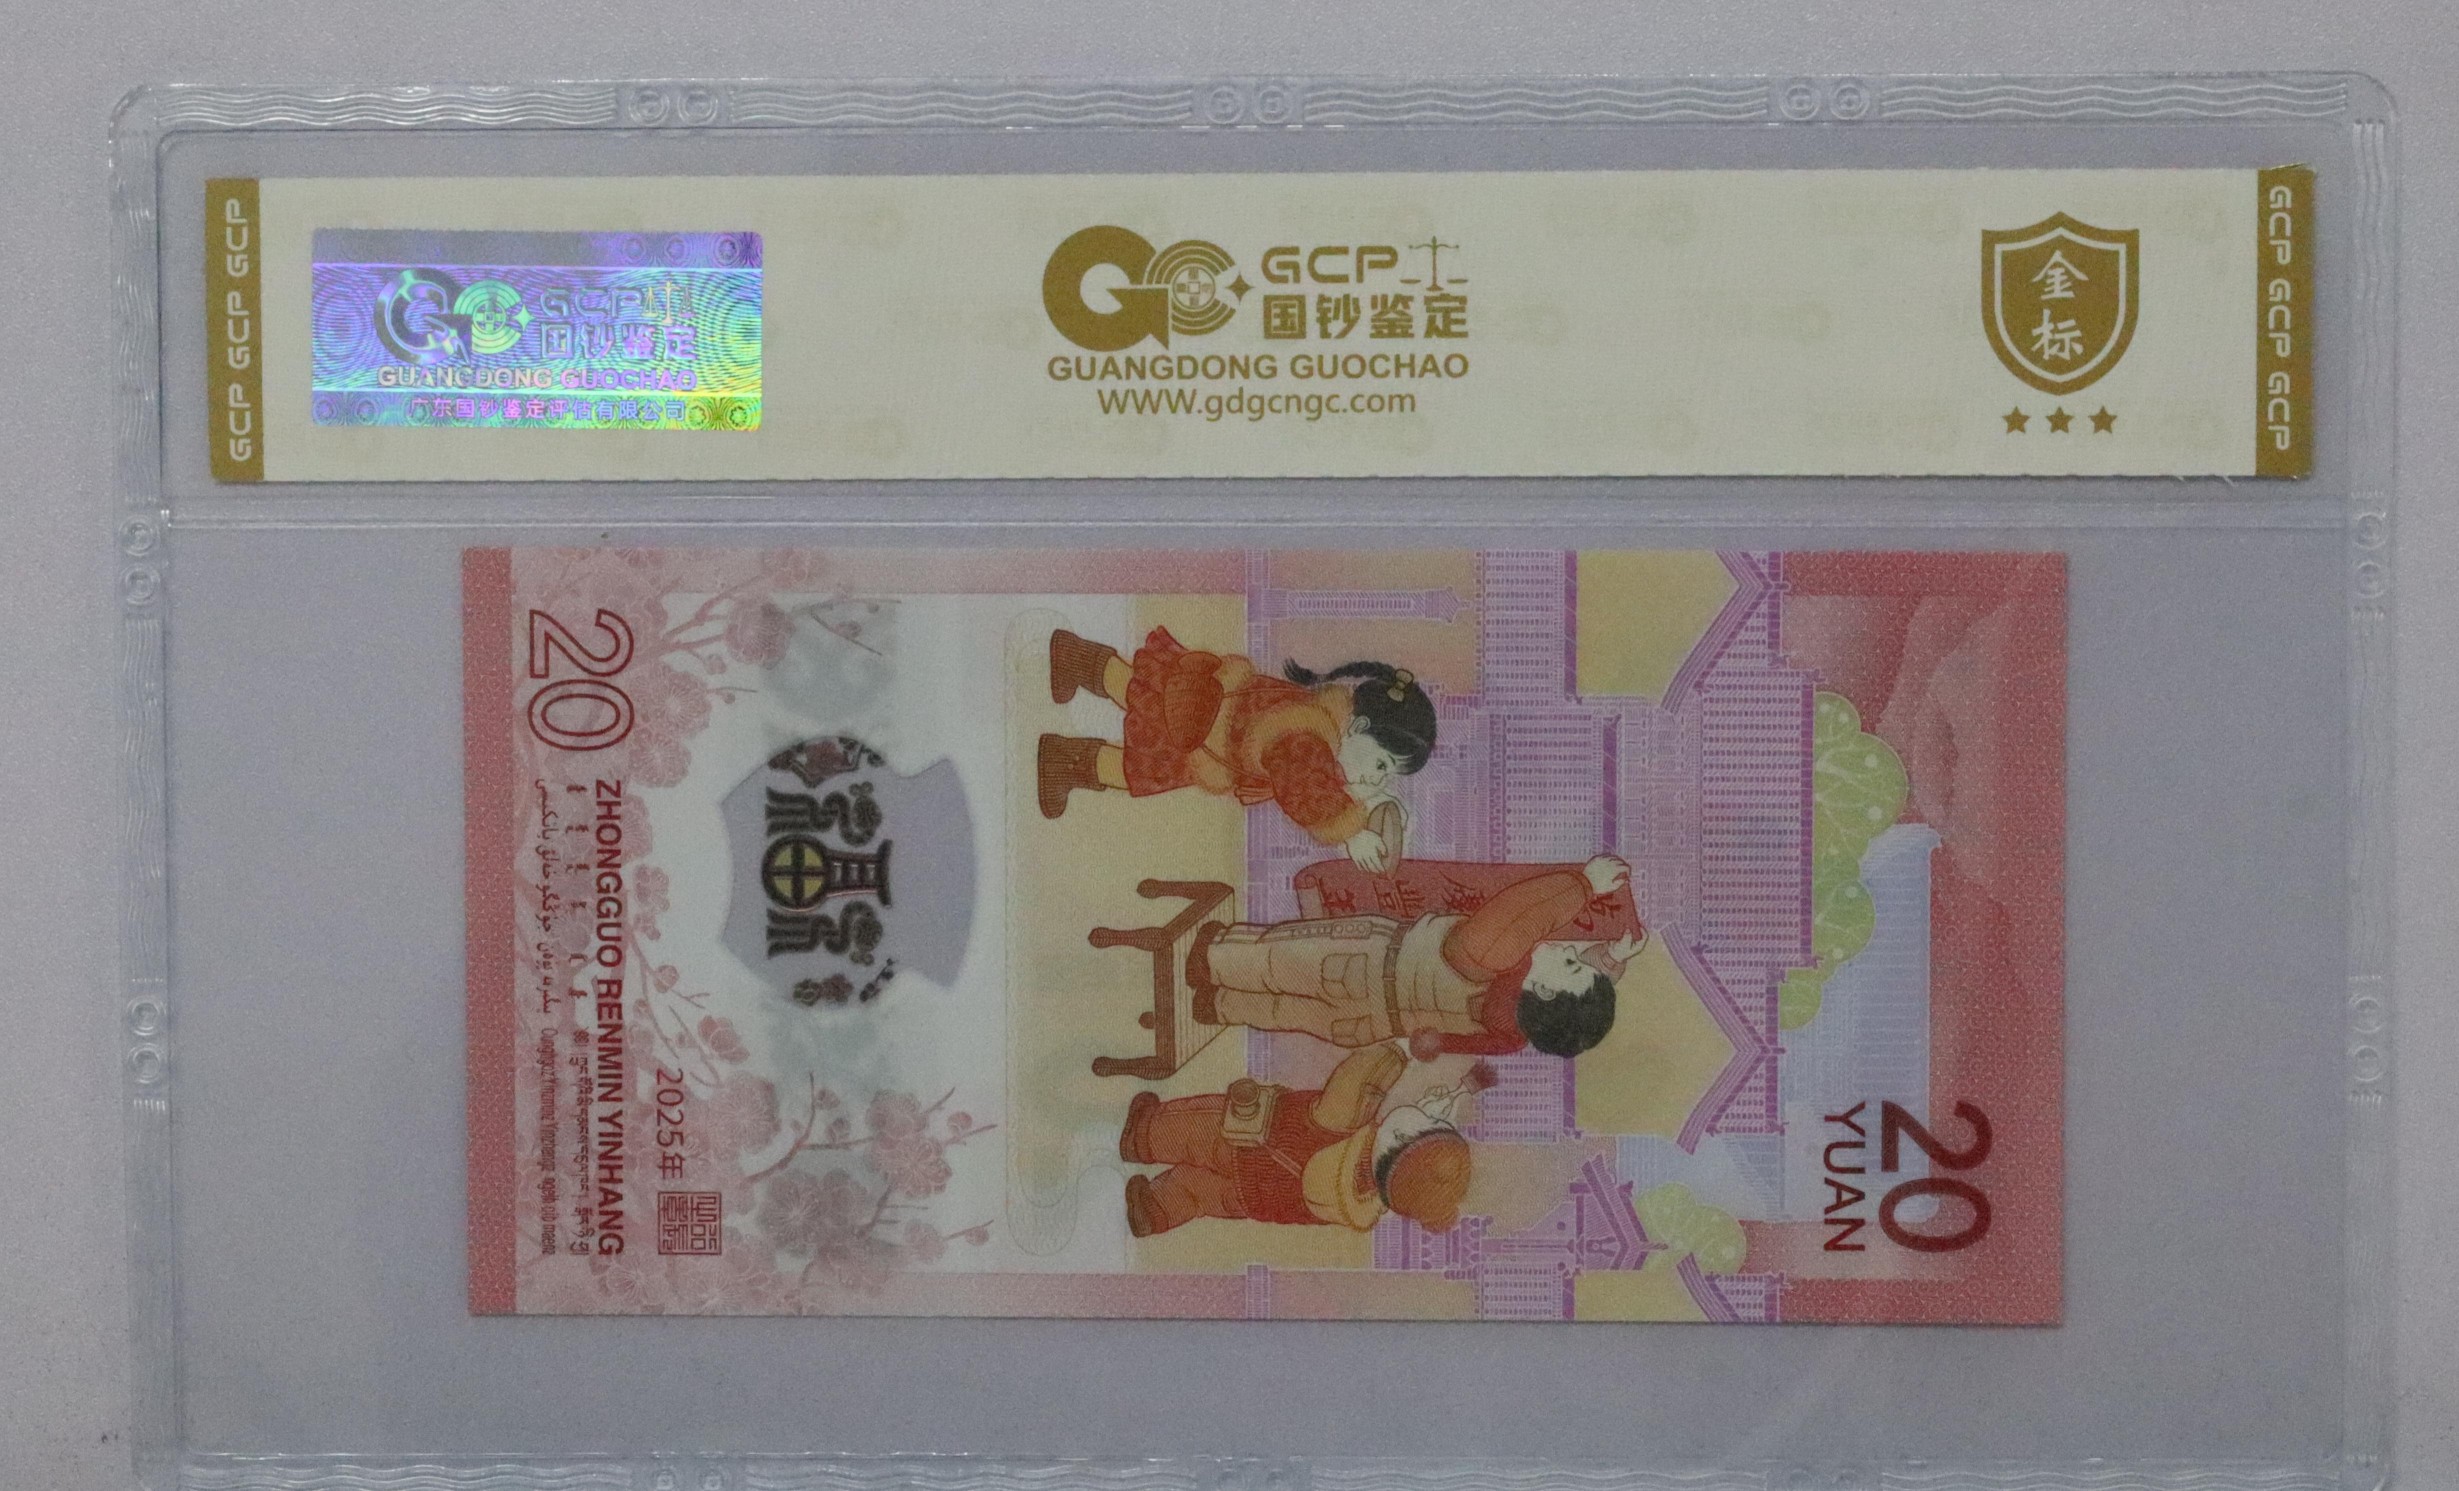 GCP GCP GCP
GCP
国钞鉴定
GUANGDONG GUOCHAO
广东国钞鉴定评估有限公司
GCP
国钞鉴定
GUANGDONG GUOCHAO
WWW.gdgcngc.com
金
标
GCP GCP GCP
20
YUAN
2025年
ZHONGGUO RENMIN YINHANG
20